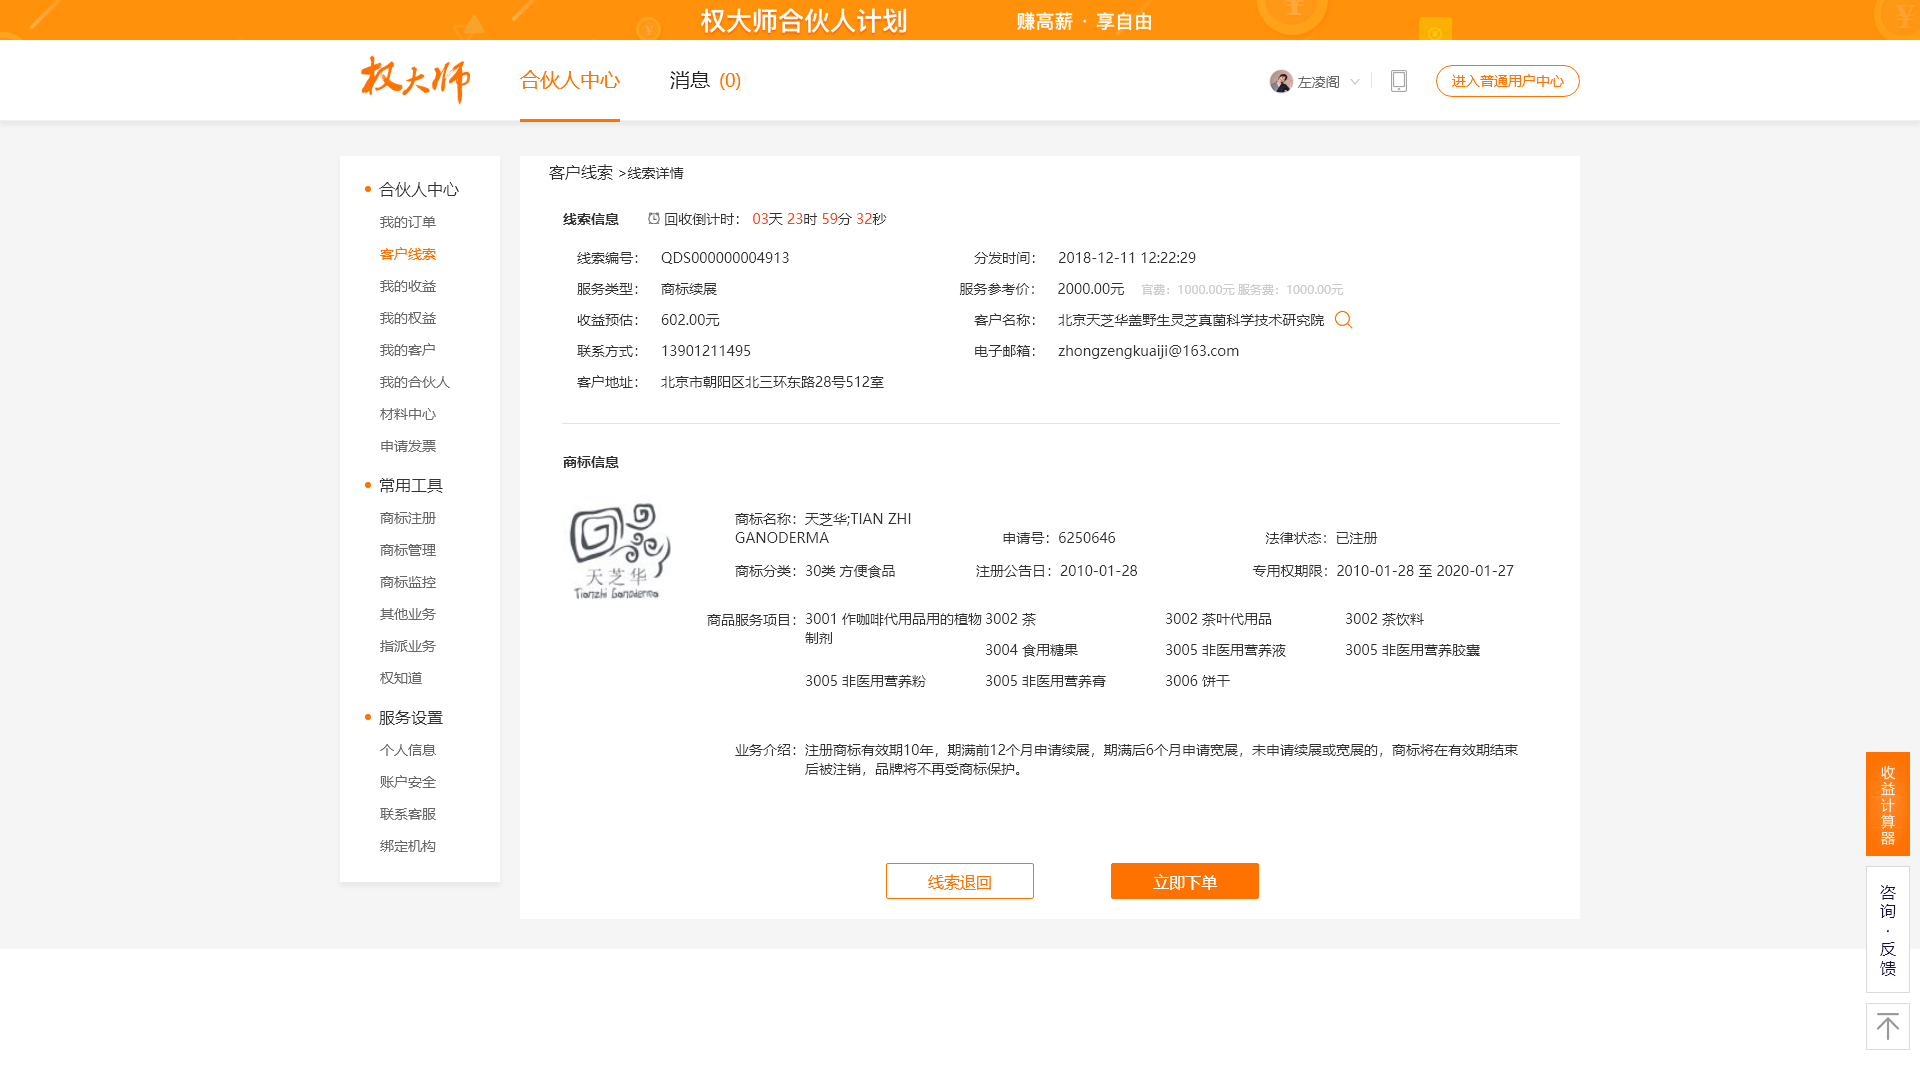 权大师合伙人计划 赚高薪 · 享自由
权大师 合伙人中心 消息 (0) 左凌阁 进入普通用户中心
合伙人中心
我的订单
客户线索
我的收益
我的权益
我的客户
我的合伙人
材料中心
申请发票
常用工具
商标注册
商标管理
商标监控
其他业务
指派业务
权知道
服务设置
个人信息
账户安全
联系客服
绑定机构
客户线索 >线索详情
线索信息 回收倒计时： 03天 23时 59分 32秒
线索编号： QDS000000004913 分发时间： 2018-12-11 12:22:29
服务类型： 商标续展 服务参考价： 2000.00元 官费：1000.00元 服务费：1000.00元
收益预估： 602.00元 客户名称： 北京天芝华盖野生灵芝真菌科学技术研究院
联系方式： 13901211495 电子邮箱： zhongzengkuaiji@163.com
客户地址： 北京市朝阳区北三环东路28号512室
商标信息
天芝华
Tianzhi Ganoderma
商标名称：天芝华;TIAN ZHI
GANODERMA 申请号：6250646 法律状态：已注册
商标分类：30类 方便食品 注册公告日：2010-01-28 专用权期限：2010-01-28 至 2020-01-27
商品服务项目：3001 作咖啡代用品用的植物 3002 茶 3002 茶叶代用品 3002 茶饮料
制剂
3004 食用糖果 3005 非医用营养液 3005 非医用营养胶囊
3005 非医用营养粉 3005 非医用营养膏 3006 饼干
业务介绍：注册商标有效期10年，期满前12个月申请续展，期满后6个月申请宽展，未申请续展或宽展的，商标将在有效期结束
后被注销，品牌将不再受商标保护。
线索退回 立即下单
收益计算器
咨询·反馈